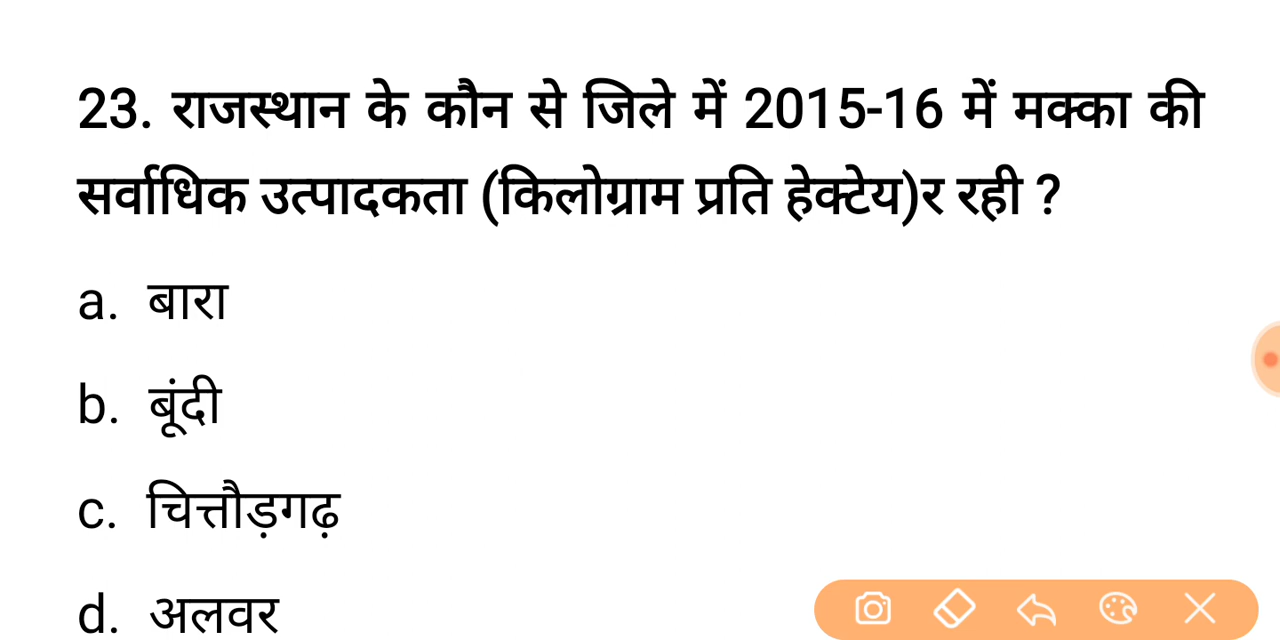 23. राजस्थान के कौन से जिले में 2015-16 में मक्का की
सर्वाधिक उत्पादकता (किलोग्राम प्रति हेक्टेय)र रही ?
a. बारा
b. बूंदी
c. चित्तौड़गढ़
d. अलवर